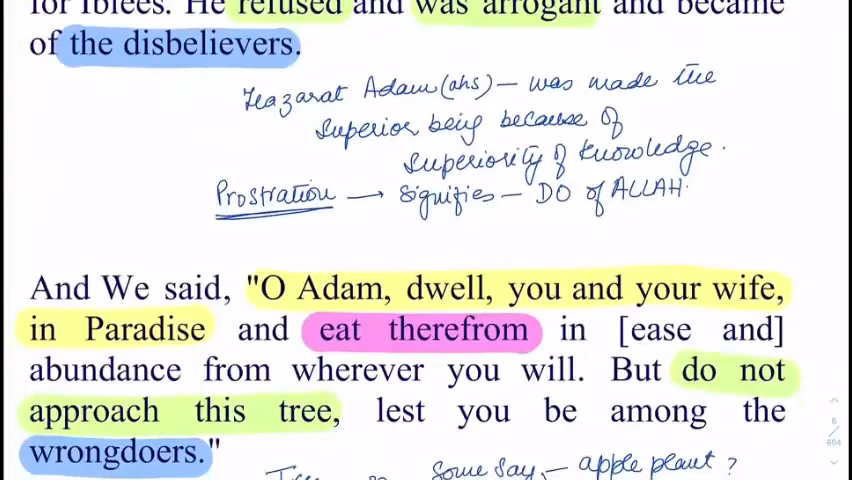 for Iblees. He refused and was arrogant and became
of the disbelievers.
Hazarat Adam (ahs) – was made the
Superior being because of
superiority of knowledge.
Prostration → signifies – DO of ALLAH.
And We said, "O Adam, dwell, you and your wife,
in Paradise and eat therefrom in [ease and]
abundance from wherever you will. But do not
approach this tree, lest you be among the
wrongdoers."
Tree Some say – apple plant ?
6
/
604